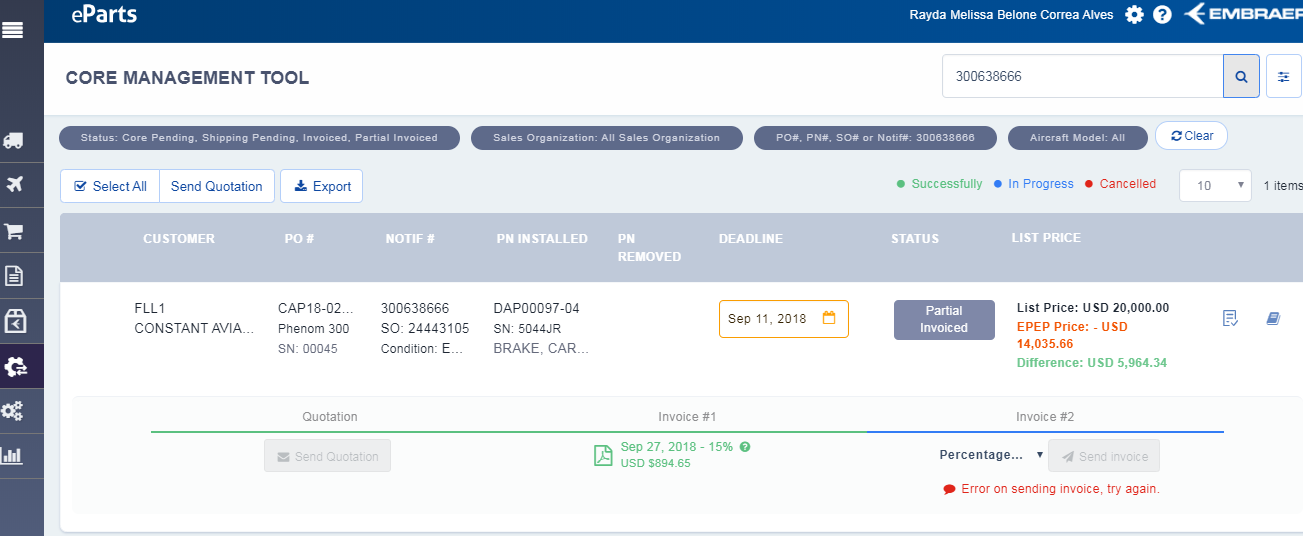 eParts
Rayda Melissa Belone Correa Alves
EMBRAER
CORE MANAGEMENT TOOL
300638666
Status: Core Pending, Shipping Pending, Invoiced, Partial Invoiced
Sales Organization: All Sales Organization
PO#, PN#, SO# or Notif#: 300638666
Aircraft Model: All
Clear
Select All
Send Quotation
Export
Successfully
In Progress
Cancelled
10
1 items
CUSTOMER
PO #
NOTIF #
PN INSTALLED
PN
REMOVED
DEADLINE
STATUS
LIST PRICE
FLL1
CONSTANT AVIA...
CAP18-02...
Phenom 300
SN: 00045
300638666
SO: 24443105
Condition: E...
DAP00097-04
SN: 5044JR
BRAKE, CAR...
Sep 11, 2018
Partial
Invoiced
List Price: USD 20,000.00
EPEP Price: - USD
14,035.66
Difference: USD 5,964.34
Quotation
Invoice #1
Invoice #2
Send Quotation
Sep 27, 2018 - 15%
USD $894.65
Percentage...
Send invoice
Error on sending invoice, try again.